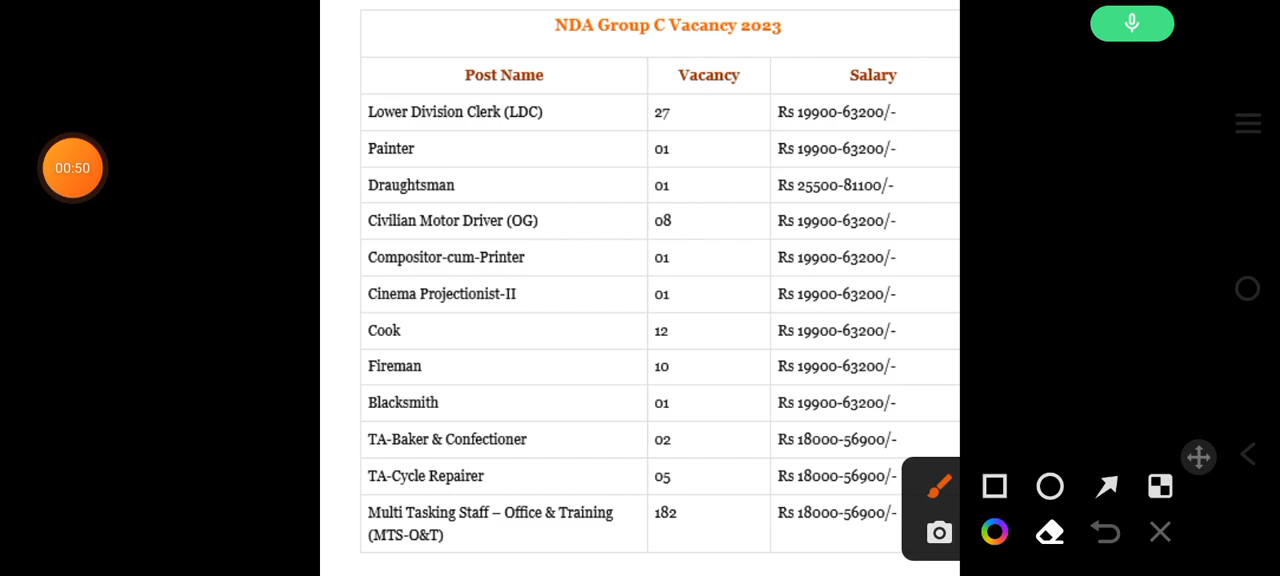 NDA Group C Vacancy 2023
Post Name Vacancy Salary
Lower Division Clerk (LDC) 27 Rs 19900-63200/-
Painter 01 Rs 19900-63200/-
00:50
Draughtsman 01 Rs 25500-81100/-
Civilian Motor Driver (OG) 08 Rs 19900-63200/-
Compositor-cum-Printer 01 Rs 19900-63200/-
Cinema Projectionist-II 01 Rs 19900-63200/-
Cook 12 Rs 19900-63200/-
Fireman 10 Rs 19900-63200/-
Blacksmith 01 Rs 19900-63200/-
TA-Baker & Confectioner 02 Rs 18000-56900/-
TA-Cycle Repairer 05 Rs 18000-56900/-
Multi Tasking Staff – Office & Training 182 Rs 18000-56900/-
(MTS-O&T)